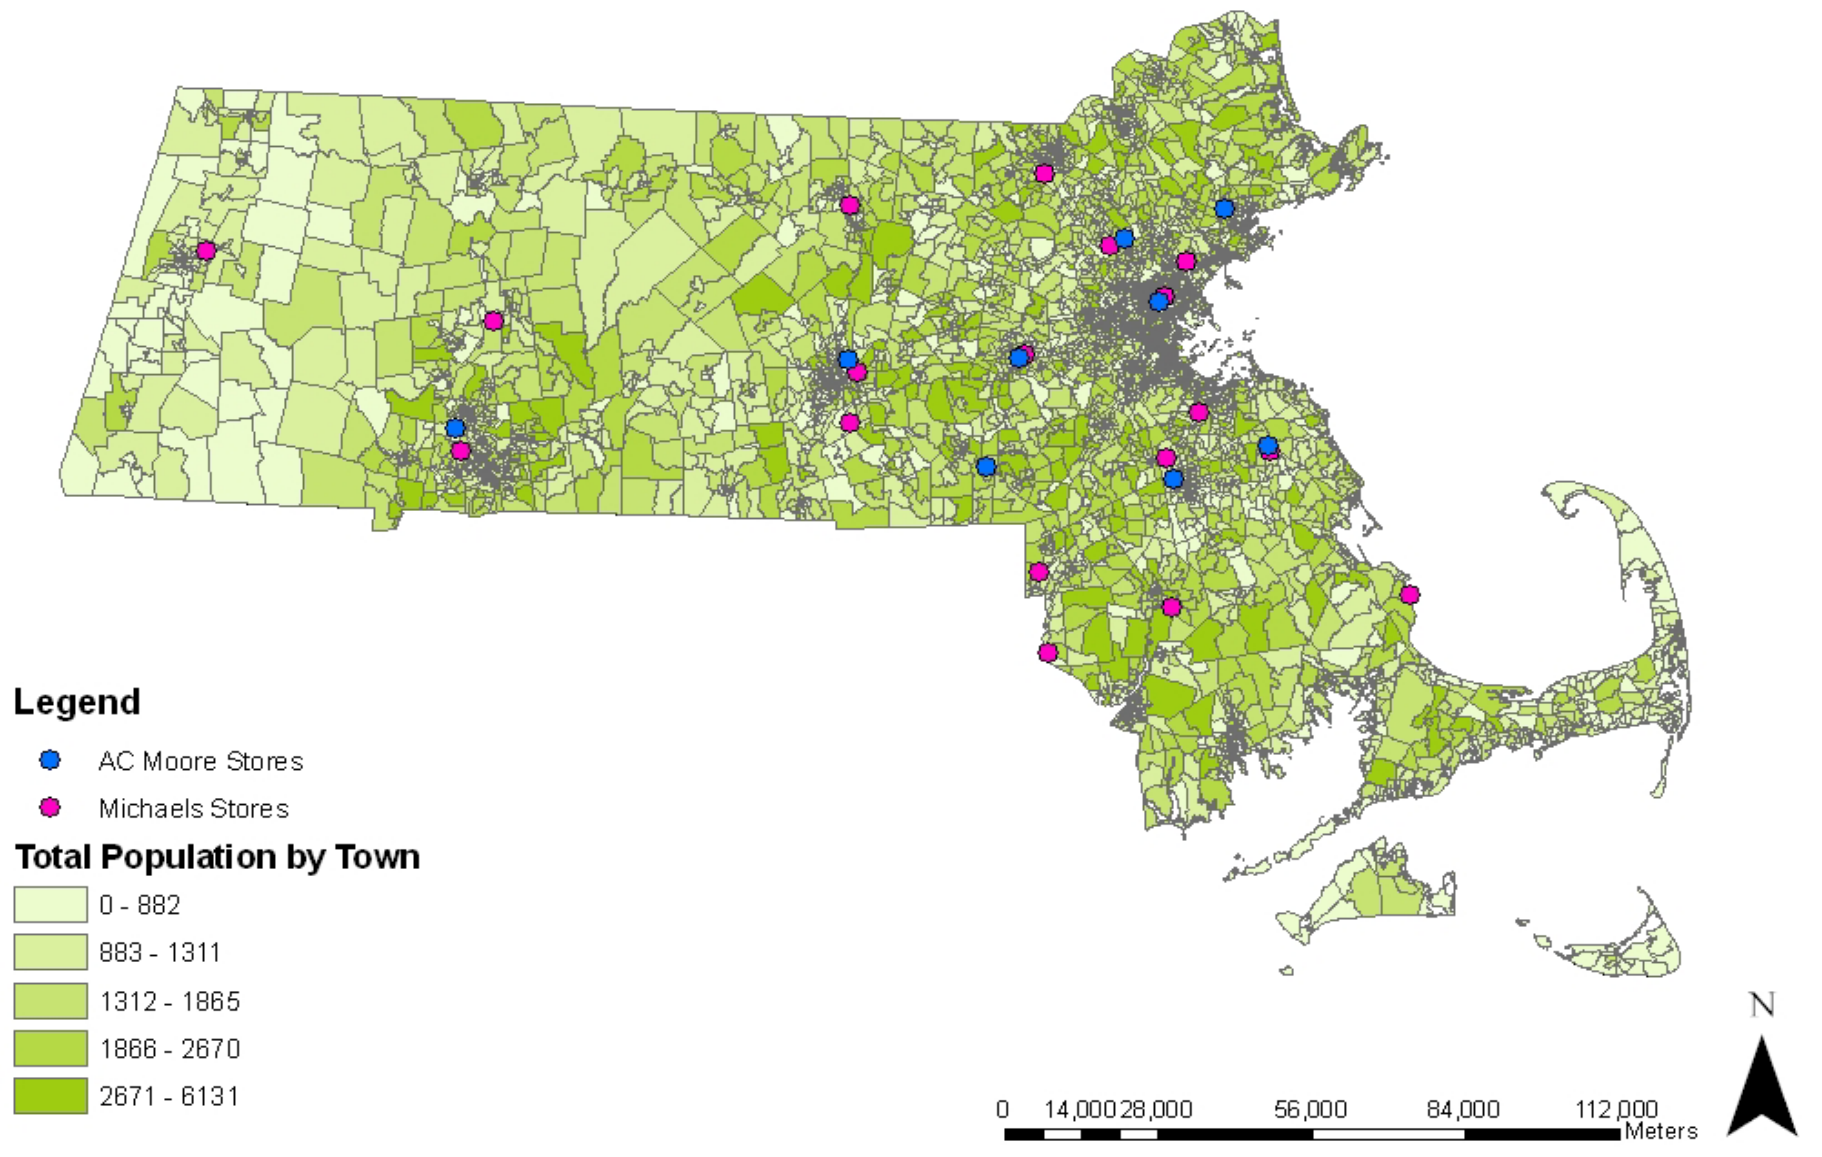 Legend
AC Moore Stores
Michaels Stores
Total Population by Town
0 - 882
883 - 1311
1312 - 1865
1866 - 2670
2671 - 6131
N
0 14,000 28,000 56,000 84,000 112,000
Meters